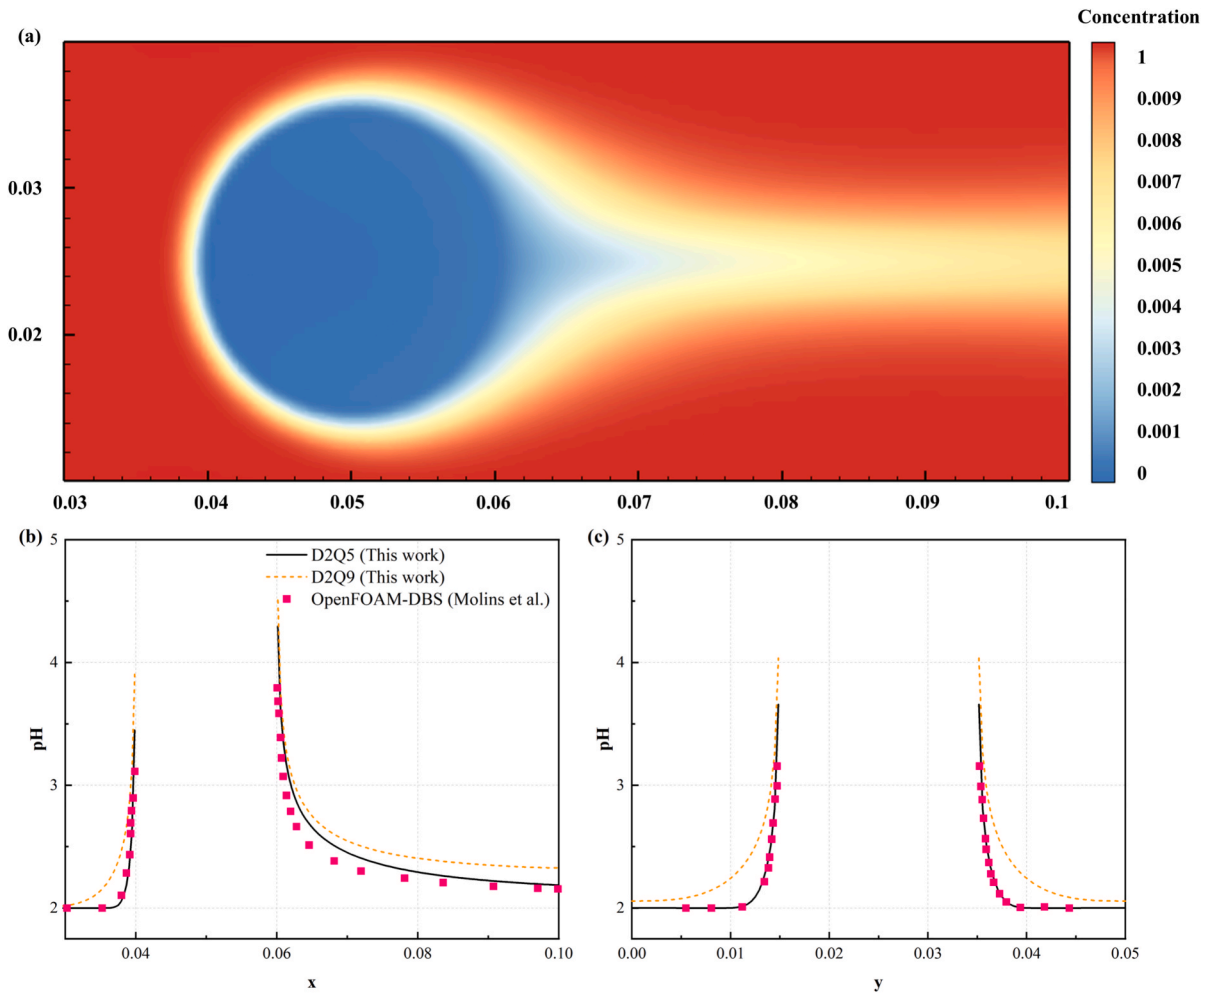 Concentration
(a)
1
0.009
0.008
0.007
0.006
0.005
0.004
0.003
0.002
0.001
0
0.03
0.02
0.03 0.04 0.05 0.06 0.07 0.08 0.09 0.1
(b)
5
4
3
2
pH
D2Q5 (This work)
D2Q9 (This work)
OpenFOAM-DBS (Molins et al.)
0.04 0.06 0.08 0.10
x
(c)
5
4
3
2
pH
0.00 0.01 0.02 0.03 0.04 0.05
y